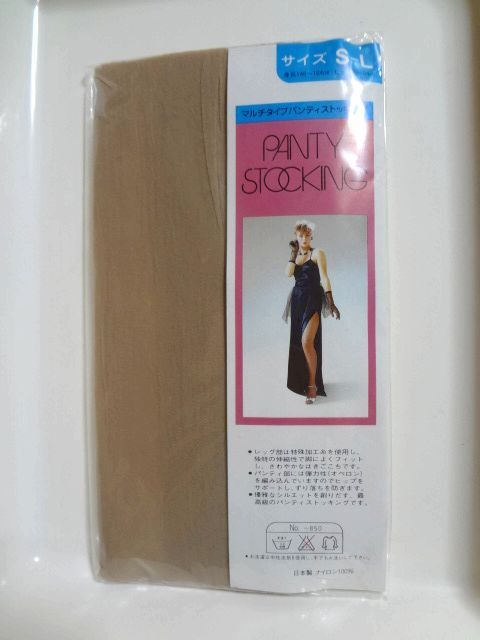 サイズ S~L
マルチタイプパンティストッキング
PANTY
STOCKING
●レッグ部は特殊加工糸を使用し、
独特の伸縮性で脚によくフィット
し、さわやかなはきごこちです。
●パンティ部には弾力性(オペロン)
を編み込んでいますのでヒップを
サポートし、ずり落ちを防ぎます。
●優雅なシルエットを創りだす、最
高級のパンティストッキングです。
No. −850
日本製 ナイロン100%